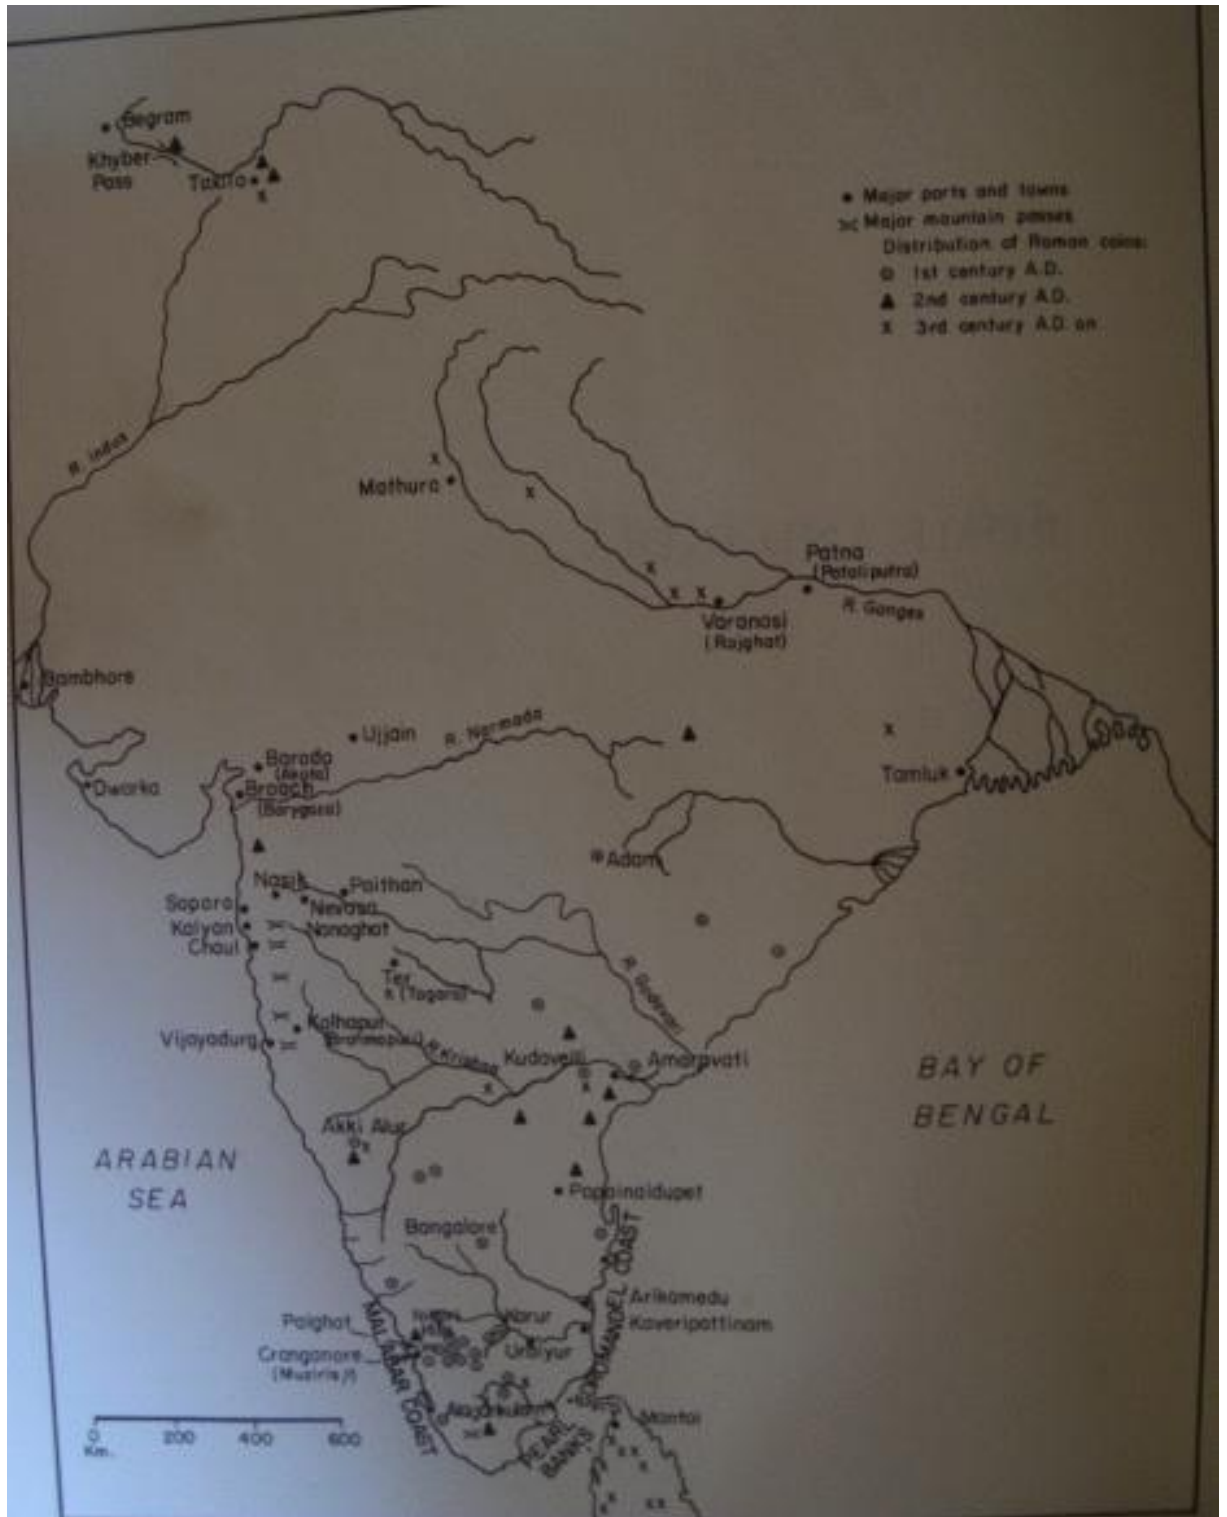 Begram
Khyber
Pass
Taxila
• Major ports and towns
Major mountain passes
Distribution of Roman coins:
1st century A.D.
▲ 2nd century A.D.
x 3rd century A.D. on
R. Indus
Mathura
Patna
(Pataliputra)
R. Ganges
Varanasi
(Rajghat)
Bambhore
Ujjain
R. Narmada
Baroda
(Akota)
Dwarka
Broach
(Barygaza)
Tamluk
Adam
Nasik
Paithan
Nevasa
Sopara
Kalyan
Nanaghat
Chaul
Ter
(Tagara)
R. Godavari
Kolhapur
(Brahmapuri)
Vijayadurg
Krishna
Kudavelli
Amaravati
BAY OF
BENGAL
Akki Alur
ARABIAN
SEA
Papainaidupet
Bangalore
COROMANDEL COAST
Arikamedu
Kaveripattinam
Palghat
Karur
Uraiyur
Cranganore
(Muziris)
MALABAR COAST
Mantai
PEARL
BANKS
0 200 400 600
Km.